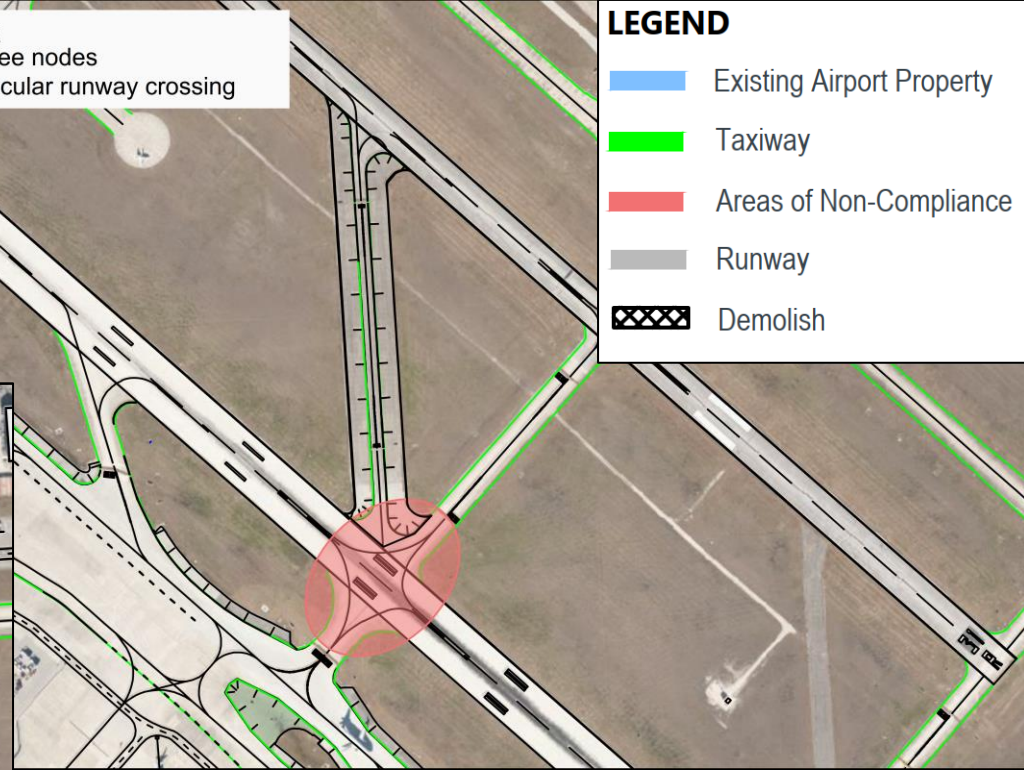 ee nodes
cular runway crossing
LEGEND
Existing Airport Property
Taxiway
Areas of Non-Compliance
Runway
Demolish